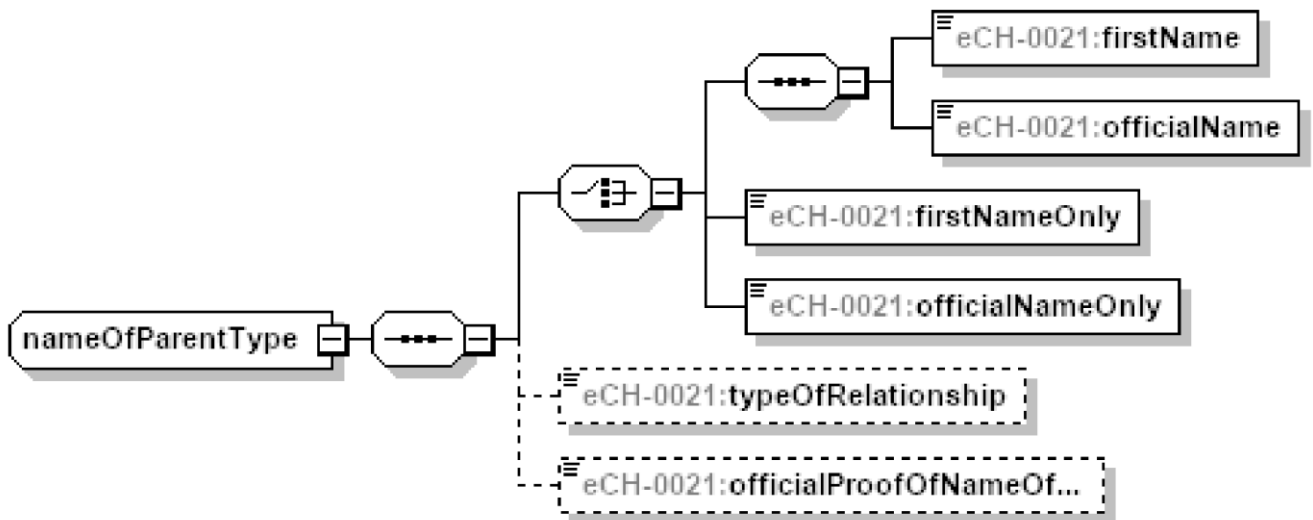 eCH-0021:firstName
eCH-0021:officialName
eCH-0021:firstNameOnly
eCH-0021:officialNameOnly
nameOfParentType
eCH-0021:typeOfRelationship
eCH-0021:officialProofOfNameOf...